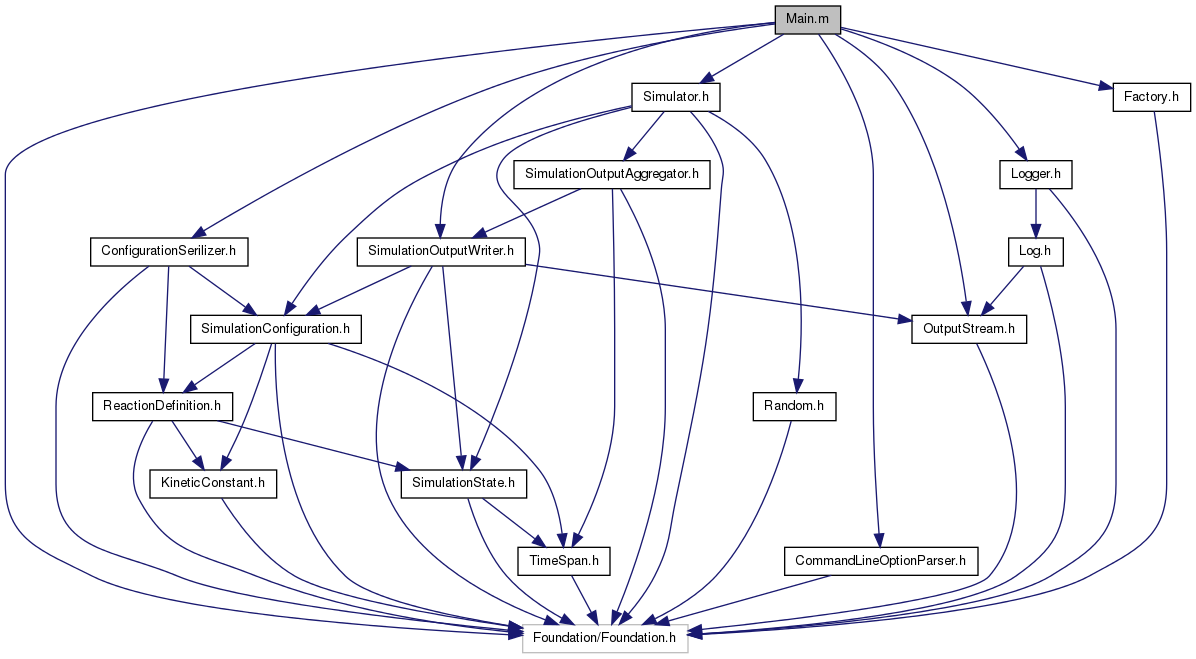 Main.m
Simulator.h
Factory.h
SimulationOutputAggregator.h
Logger.h
ConfigurationSerilizer.h
SimulationOutputWriter.h
Log.h
SimulationConfiguration.h
OutputStream.h
ReactionDefinition.h
Random.h
KineticConstant.h
SimulationState.h
TimeSpan.h
CommandLineOptionParser.h
Foundation/Foundation.h